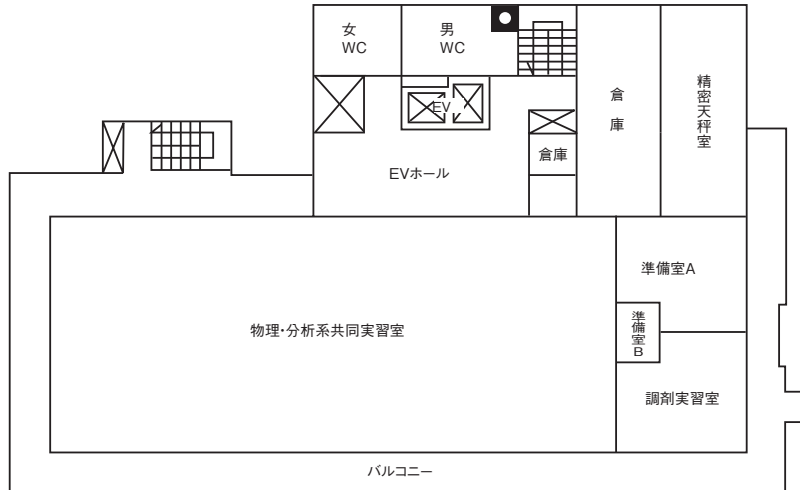 女
WC
男
WC
EV
倉
庫
精密天秤室
倉庫
EVホール
準備室A
物理・分析系共同実習室
準備室B
調剤実習室
バルコニー